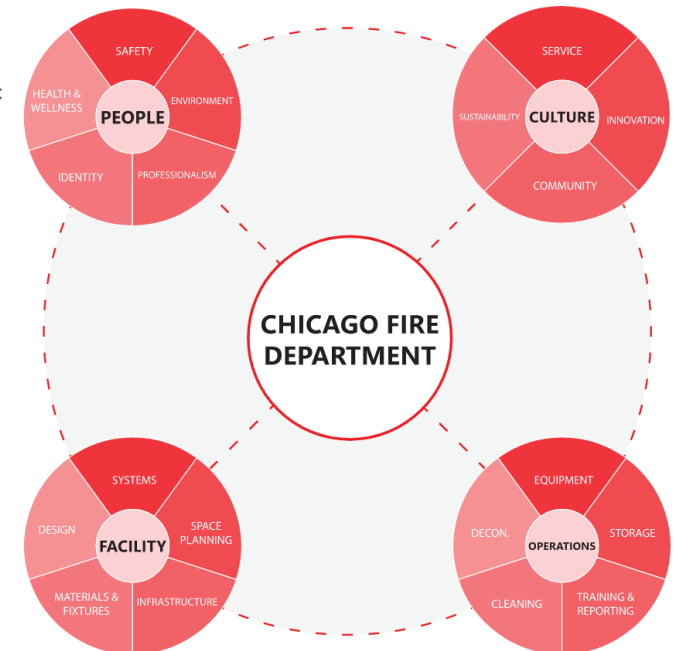 SAFETY
HEALTH &
WELLNESS
ENVIRONMENT
PEOPLE
IDENTITY
PROFESSIONALISM
SERVICE
SUSTAINABILITY
CULTURE
INNOVATION
COMMUNITY
CHICAGO FIRE
DEPARTMENT
SYSTEMS
DESIGN
SPACE
PLANNING
FACILITY
MATERIALS &
FIXTURES
INFRASTRUCTURE
EQUIPMENT
DECON.
STORAGE
OPERATIONS
CLEANING
TRAINING &
REPORTING